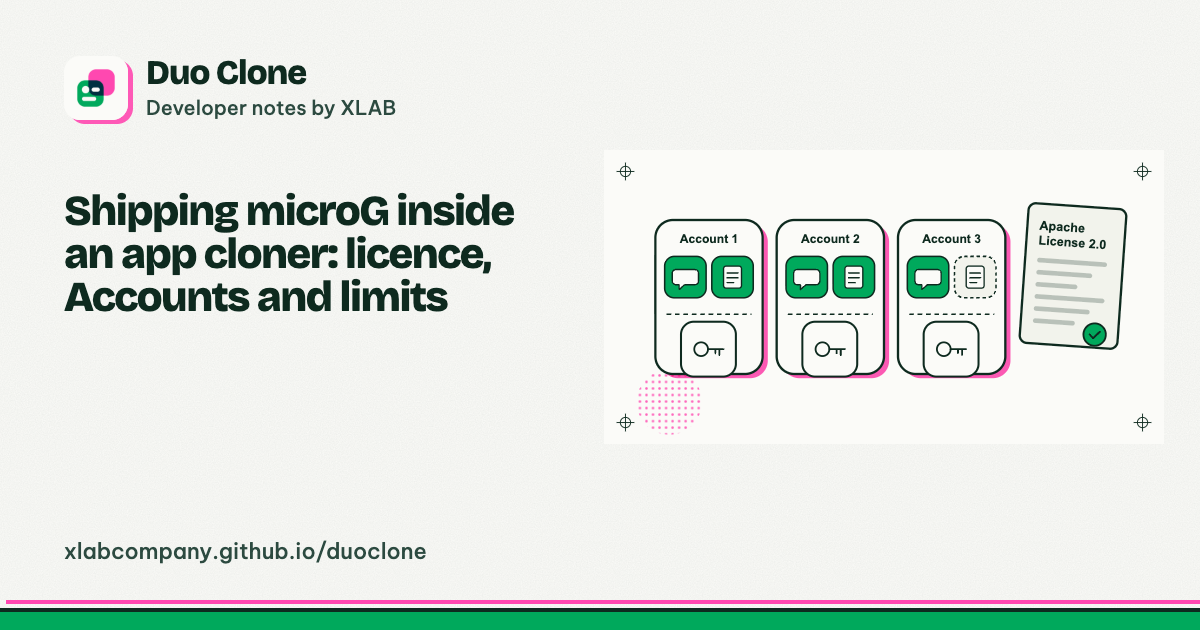 Duo Clone
Developer notes by XLAB
Shipping microG inside
an app cloner: licence,
Accounts and limits
Account 1
Account 2
Account 3
Apache
License 2.0
xlabcompany.github.io/duoclone